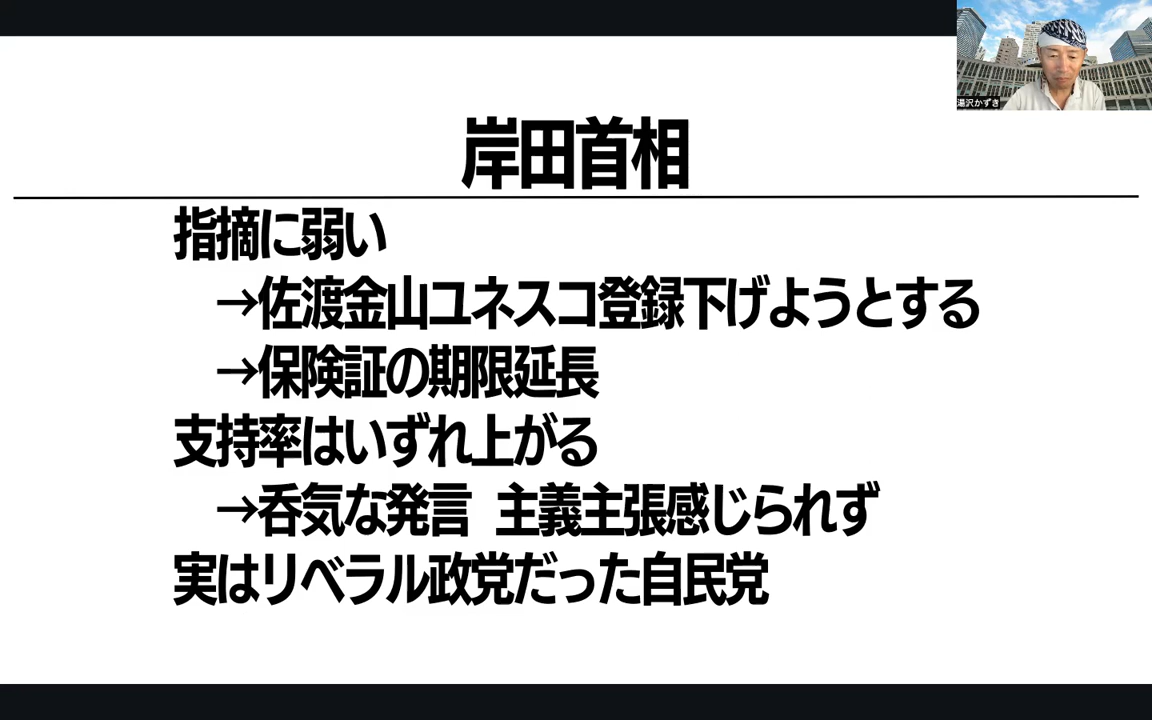 湯沢かずき
岸田首相
指摘に弱い
→佐渡金山ユネスコ登録下げようとする
→保険証の期限延長
支持率はいずれ上がる
→呑気な発言 主義主張感じられず
実はリベラル政党だった自民党